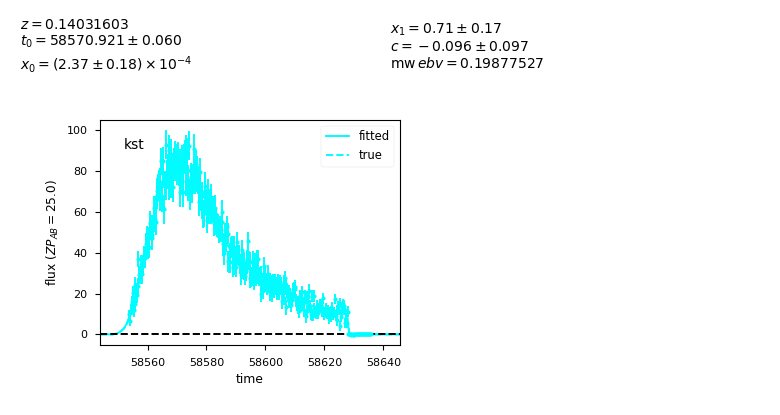 z = 0.14031603
t₀ = 58570.921 ± 0.060
x₀ = (2.37 ± 0.18) × 10⁻⁴
x₁ = 0.71 ± 0.17
c = −0.096 ± 0.097
mw ebv = 0.19877527
kst
fitted
true
100
80
60
40
20
0
flux (ZP_AB = 25.0)
58560 58580 58600 58620 58640
time